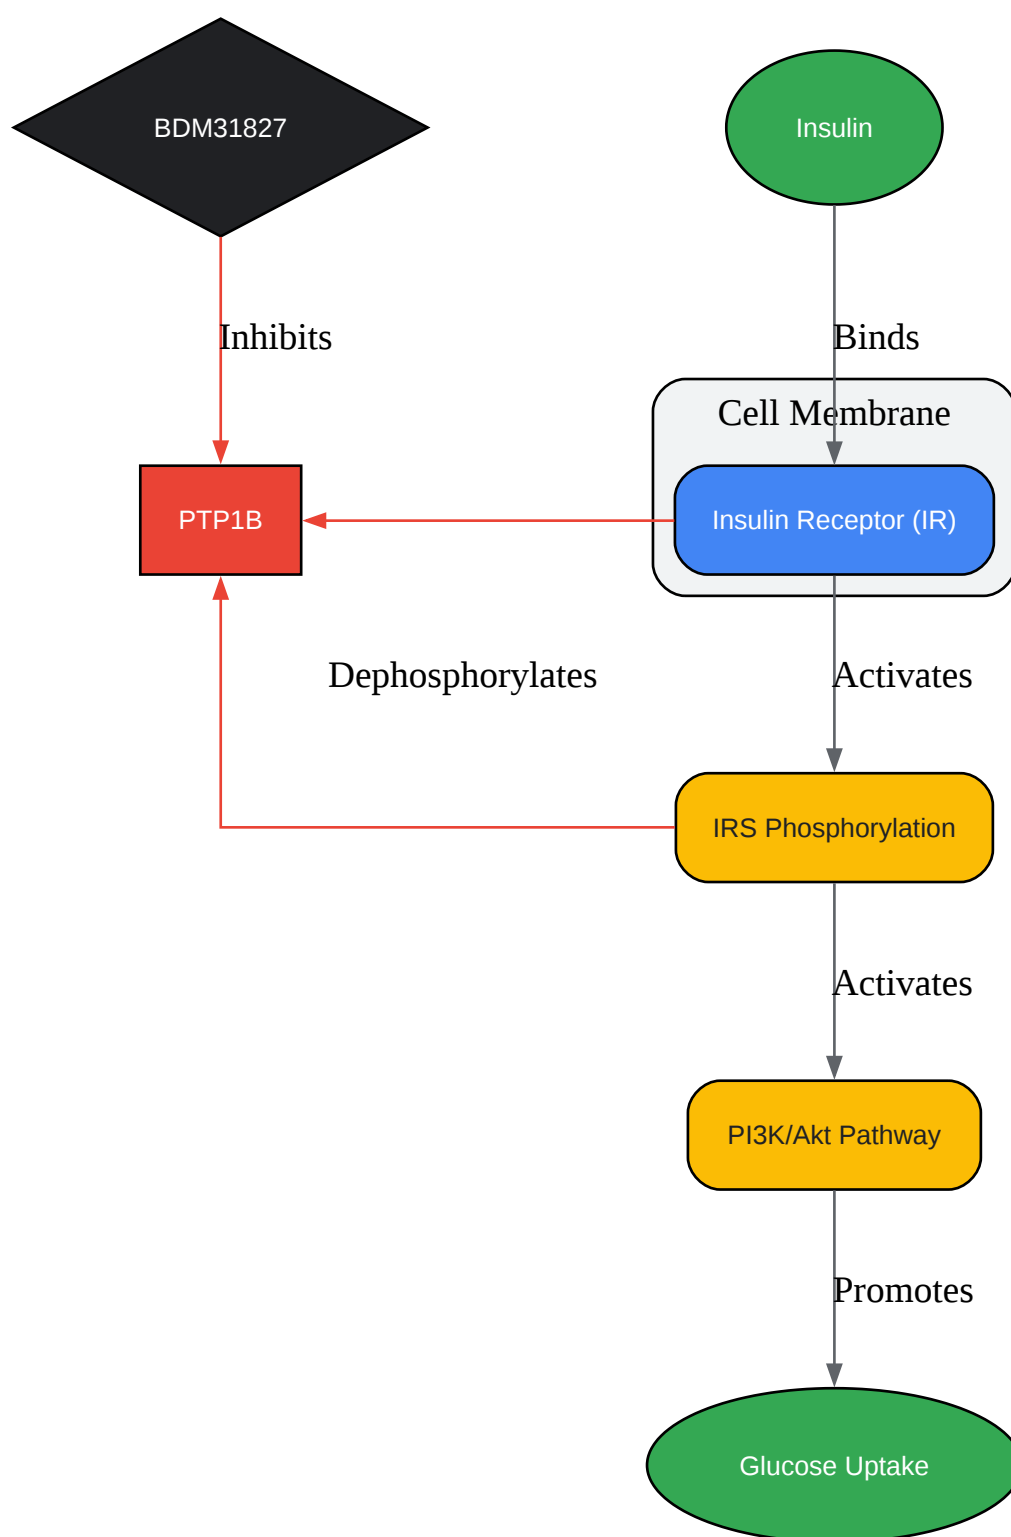 BDM31827
Insulin
Inhibits
Binds
Cell Membrane
PTP1B
Insulin Receptor (IR)
Dephosphorylates
Activates
IRS Phosphorylation
Activates
PI3K/Akt Pathway
Promotes
Glucose Uptake